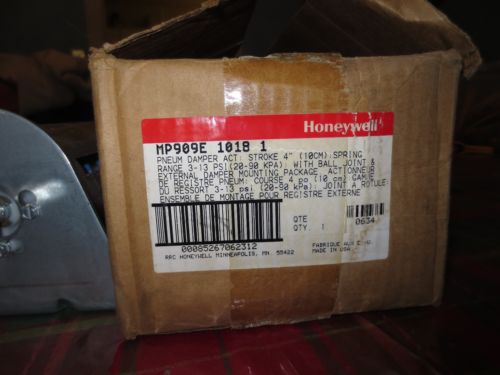 Honeywell
MP909E 1018 1
PNEUM DAMPER ACT: STROKE 4" (10CM);SPRING
RANGE 3-13 PSI(20-90 KPA); WITH BALL JOINT &
EXTERNAL DAMPER MOUNTING PACKAGE, ACTIONNEUR
DE REGISTRE PNEUM: COURSE 4 po (10 cm) GAMME
DU RESSORT 3-13 psi (20-90 kPa); JOINT A ROTULE;
ENSEMBLE DE MONTAGE POUR REGISTRE EXTERNE
00085267062312
QTE
QTY 1
0634
RRC HONEYWELL MINNEAPOLIS, MN. 55422
FABRIQUE AUX E. U.
MADE IN USA